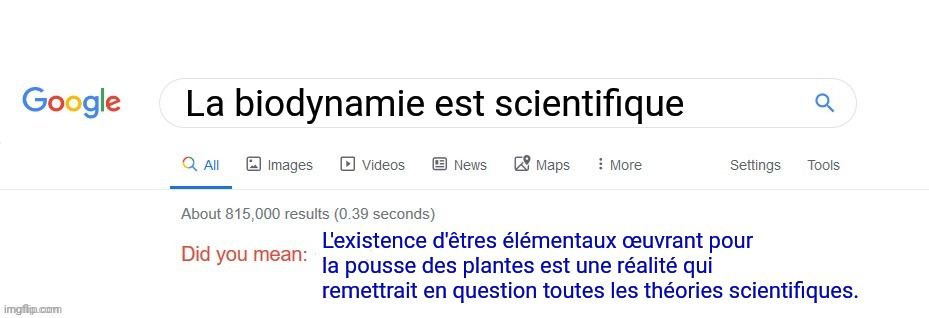 Google
La biodynamie est scientifique
All Images Videos News Maps More Settings Tools
About 815,000 results (0.39 seconds)
Did you mean: L'existence d'êtres élémentaux œuvrant pour
la pousse des plantes est une réalité qui
remettrait en question toutes les théories scientifiques.
imgflip.com